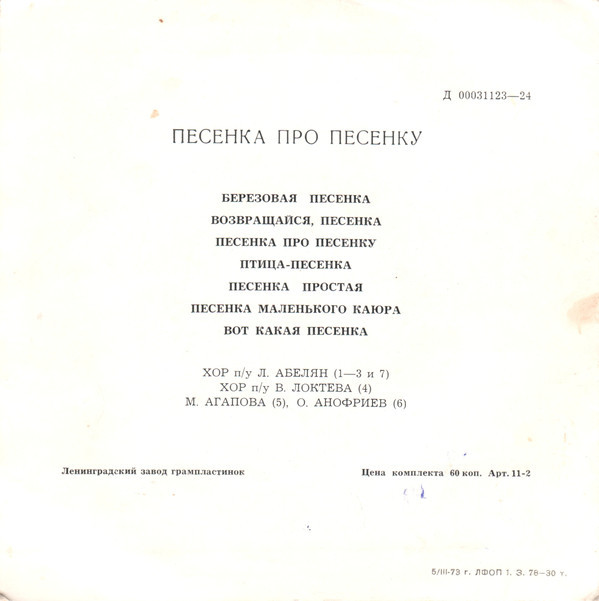 Д 00031123—24
ПЕСЕНКА ПРО ПЕСЕНКУ
БЕРЕЗОВАЯ ПЕСЕНКА
ВОЗВРАЩАЙСЯ, ПЕСЕНКА
ПЕСЕНКА ПРО ПЕСЕНКУ
ПТИЦА-ПЕСЕНКА
ПЕСЕНКА ПРОСТАЯ
ПЕСЕНКА МАЛЕНЬКОГО КАЮРА
ВОТ КАКАЯ ПЕСЕНКА
ХОР п/у Л. АБЕЛЯН (1—3 и 7)
ХОР п/у В. ЛОКТЕВА (4)
М. АГАПОВА (5), О. АНОФРИЕВ (6)
Ленинградский завод грампластинок
Цена комплекта 60 коп. Арт. 11-2
5/III-73 г. ЛФОП 1. З. 78—30 т.